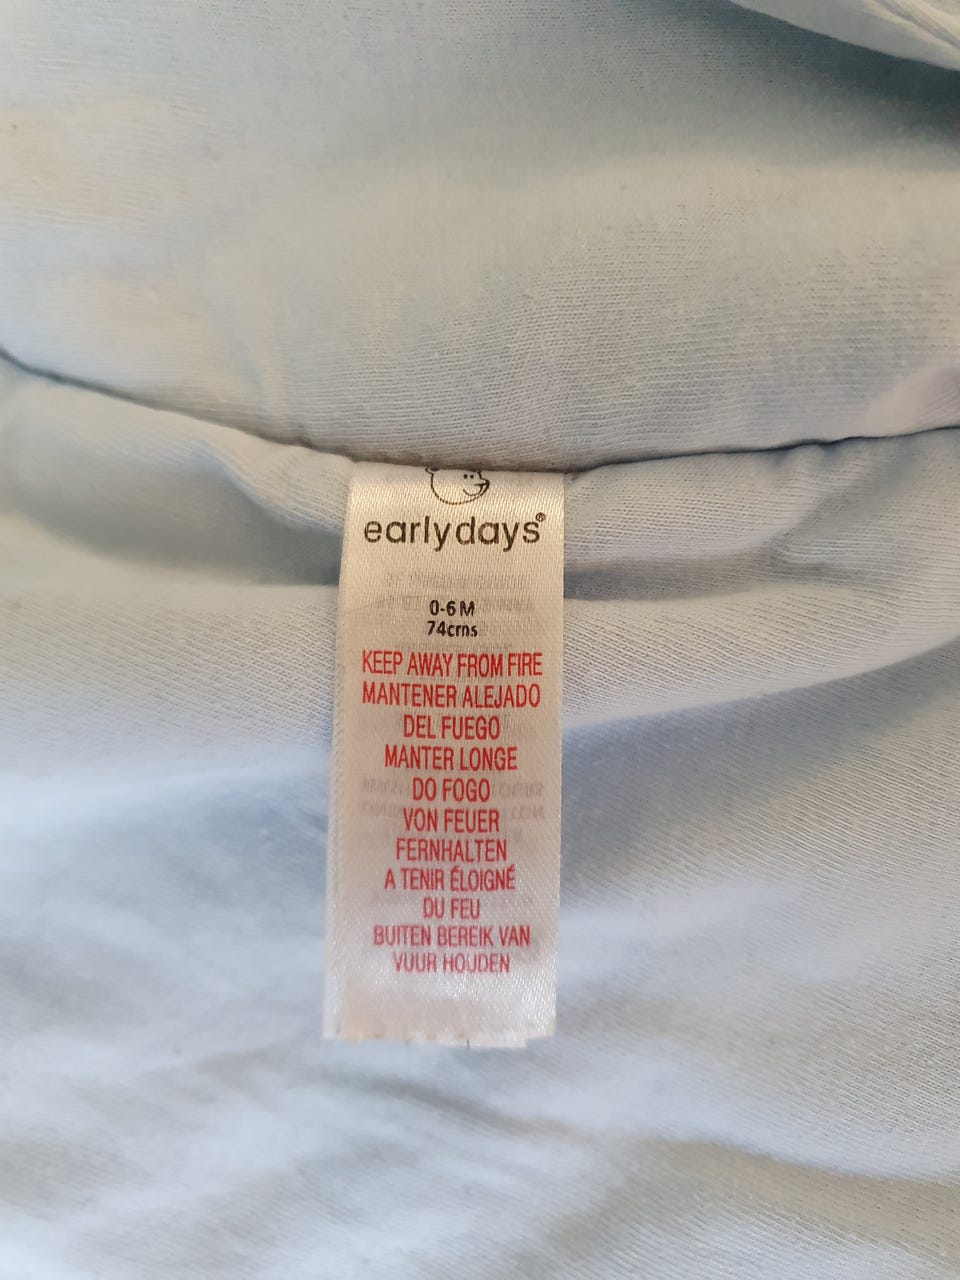 earlydays®
0-6 M
74cms
KEEP AWAY FROM FIRE
MANTENER ALEJADO
DEL FUEGO
MANTER LONGE
DO FOGO
VON FEUER
FERNHALTEN
A TENIR ÉLOIGNÉ
DU FEU
BUITEN BEREIK VAN
VUUR HOUDEN